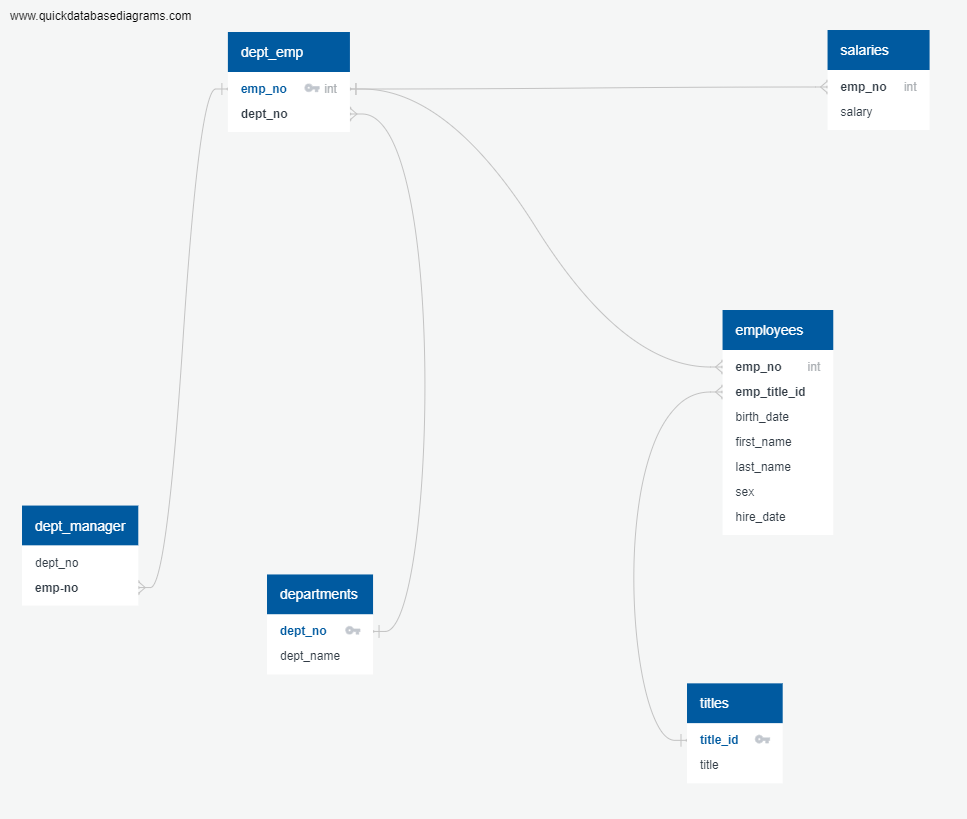 www.quickdatabasediagrams.com
dept_emp
emp_no int
dept_no
salaries
emp_no int
salary
employees
emp_no int
emp_title_id
birth_date
first_name
last_name
sex
hire_date
dept_manager
dept_no
emp-no
departments
dept_no
dept_name
titles
title_id
title